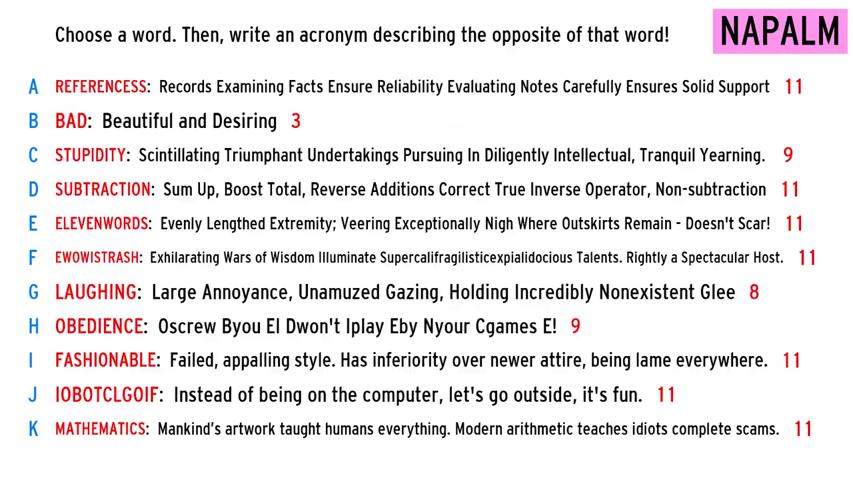 Choose a word. Then, write an acronym describing the opposite of that word!
NAPALM
A REFERENCESS: Records Examining Facts Ensure Reliability Evaluating Notes Carefully Ensures Solid Support 11
B BAD: Beautiful and Desiring 3
C STUPIDITY: Scintillating Triumphant Undertakings Pursuing In Diligently Intellectual, Tranquil Yearning. 9
D SUBTRACTION: Sum Up, Boost Total, Reverse Additions Correct True Inverse Operator, Non-subtraction 11
E ELEVENWORDS: Evenly Lengthed Extremity; Veering Exceptionally Nigh Where Outskirts Remain - Doesn't Scar! 11
F EWOWISTRASH: Exhilarating Wars of Wisdom Illuminate Supercalifragilisticexpialidocious Talents. Rightly a Spectacular Host. 11
G LAUGHING: Large Annoyance, Unamuzed Gazing, Holding Incredibly Nonexistent Glee 8
H OBEDIENCE: Oscrew Byou EI Dwon't Iplay Eby Nyour Cgames E! 9
I FASHIONABLE: Failed, appalling style. Has inferiority over newer attire, being lame everywhere. 11
J IOBOTCLGOIF: Instead of being on the computer, let's go outside, it's fun. 11
K MATHEMATICS: Mankind's artwork taught humans everything. Modern arithmetic teaches idiots complete scams. 11